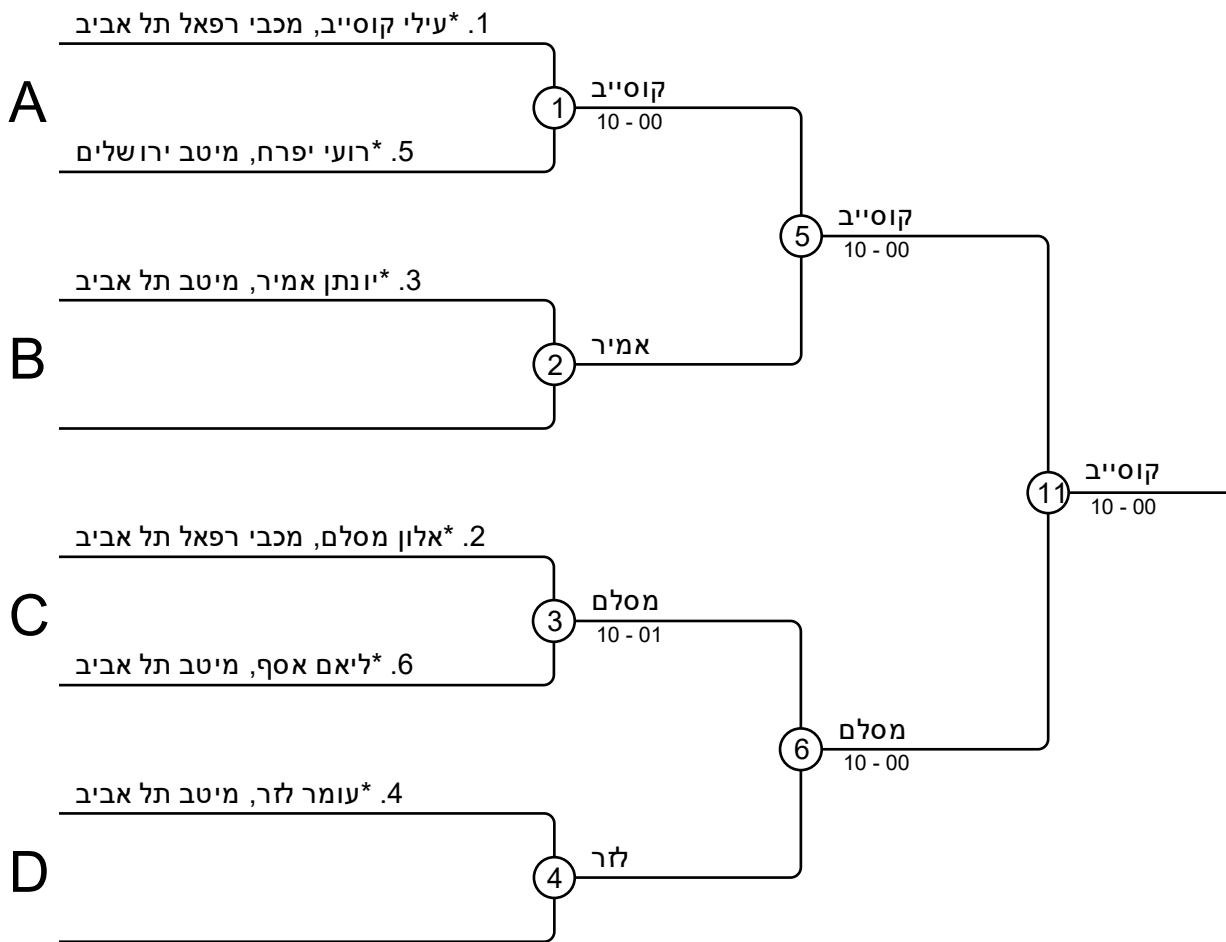 1. *עילי קוסייב, מכבי רפאל תל אביב
A
1
קוסייב
10 - 00
5. *רועי יפרח, מיטב ירושלים
5
קוסייב
10 - 00
3. *יונתן אמיר, מיטב תל אביב
B
2
אמיר
11
קוסייב
10 - 00
2. *אלון מסלם, מכבי רפאל תל אביב
C
3
מסלם
10 - 01
6. *ליאם אסף, מיטב תל אביב
6
מסלם
10 - 00
4. *עומר לזר, מיטב תל אביב
D
4
לזר